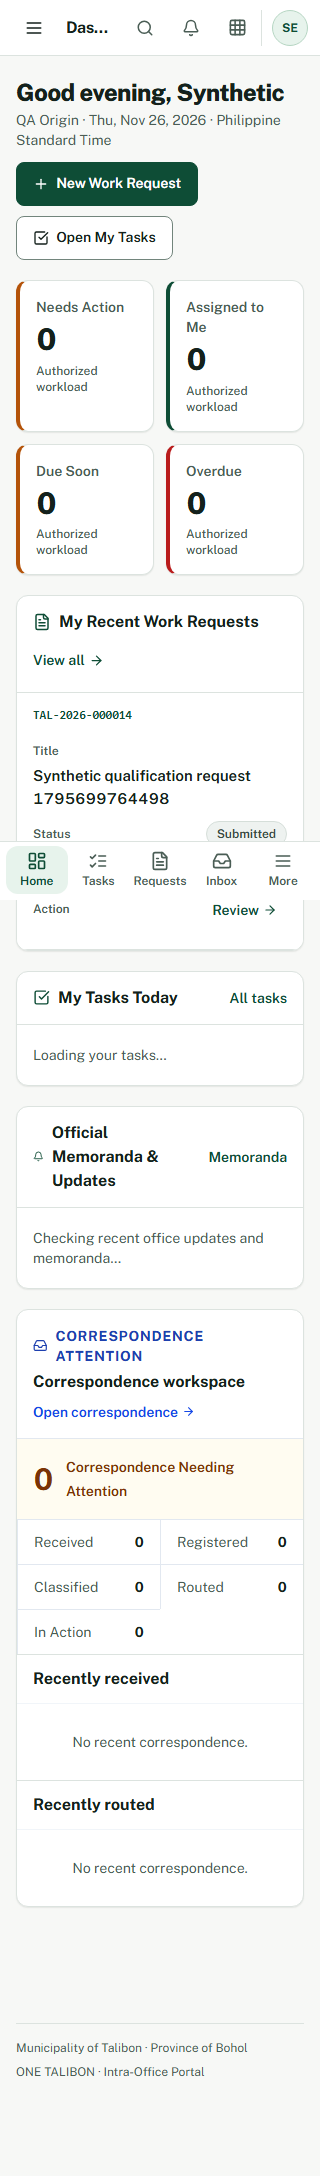 Das...
SE
Good evening, Synthetic
QA Origin · Thu, Nov 26, 2026 · Philippine
Standard Time
New Work Request
Open My Tasks
Needs Action
0
Authorized
workload
Assigned to
Me
0
Authorized
workload
Due Soon
0
Authorized
workload
Overdue
0
Authorized
workload
My Recent Work Requests
View all →
TAL-2026-000014
Title
Synthetic qualification request
1795699764498
Status
Submitted
Home
Tasks
Requests
Inbox
More
Action
Review →
My Tasks Today
All tasks
Loading your tasks...
Official
Memoranda &
Updates
Memoranda
Checking recent office updates and
memoranda...
CORRESPONDENCE
ATTENTION
Correspondence workspace
Open correspondence →
0
Correspondence Needing
Attention
Received 0
Registered 0
Classified 0
Routed 0
In Action 0
Recently received
No recent correspondence.
Recently routed
No recent correspondence.
Municipality of Talibon · Province of Bohol
ONE TALIBON · Intra-Office Portal